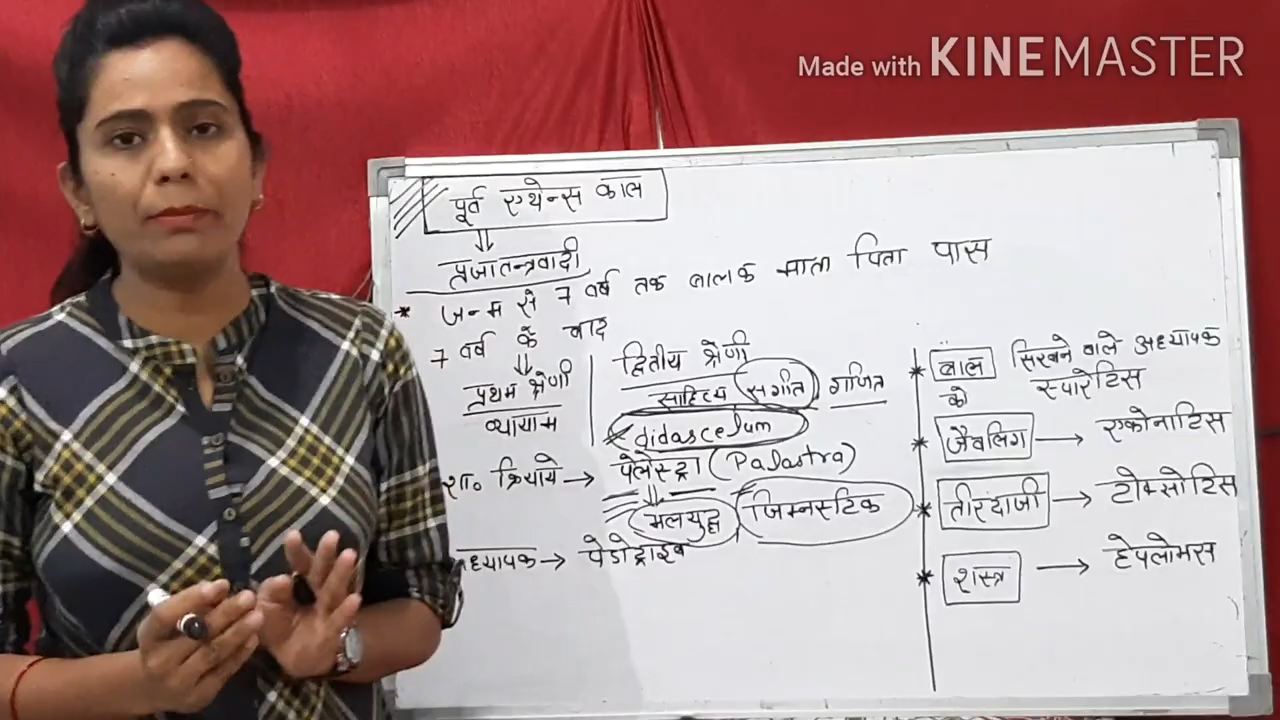 Made with KINEMASTER
पूर्व एथेन्स काल
⇓
प्रजातन्त्रवादी
* जन्म से 7 वर्ष तक बालक माता पिता पास
7 वर्ष के बाद
⇓
प्रथम श्रेणी
व्यायाम
द्वितीय श्रेणी
साहित्य संगीत गणित
didascelum
शा० क्रियाये → पेलेस्ट्रा (Palastra)
⇓
मलयुद्ध जिम्नस्टिक
अध्यापक → पेडोट्राइब
* बाल सिखने वाले अध्यापक
को स्पारेटिस
* जैवलिग → एकोनाटिस
* तीरंदाजी → टोक्सोटिस
* शस्त्र → हेपलोमस